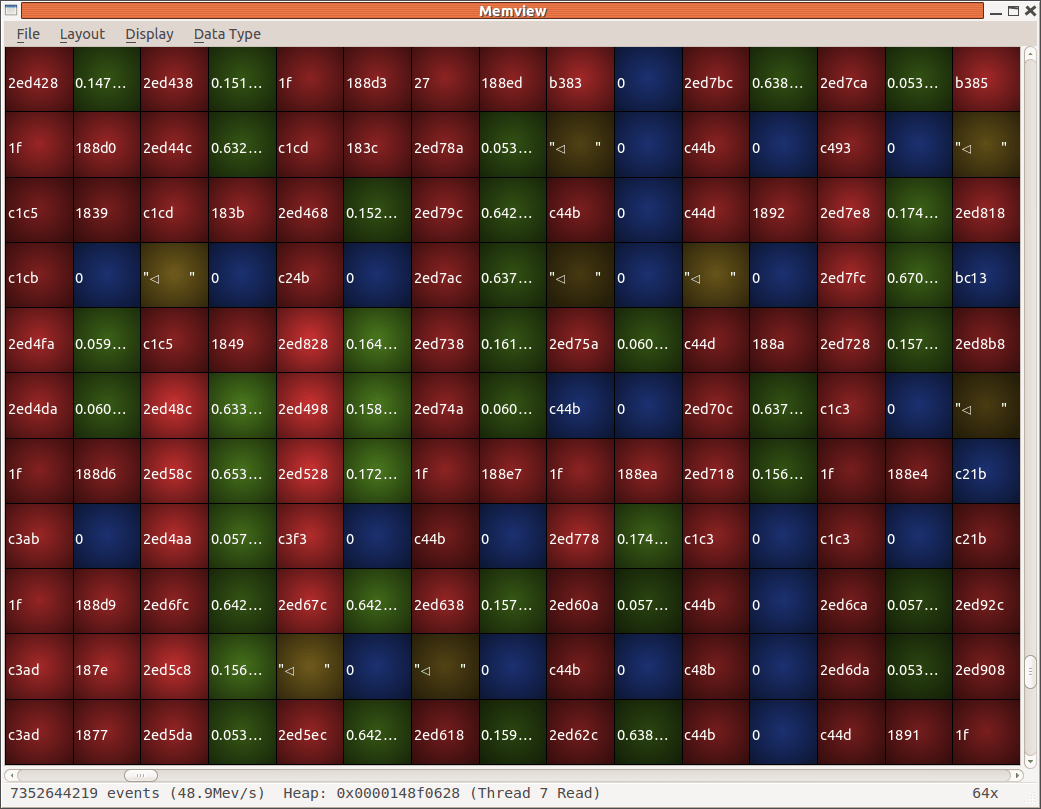 Memview
File Layout Display Data Type
2ed428 0.147... 2ed438 0.151... 1f 188d3 27 188ed b383 0 2ed7bc 0.638... 2ed7ca 0.053... b385
1f 188d0 2ed44c 0.632... c1cd 183c 2ed78a 0.053... "◁ " 0 c44b 0 c493 0 "◁ "
c1c5 1839 c1cd 183b 2ed468 0.152... 2ed79c 0.642... c44b 0 c44d 1892 2ed7e8 0.174... 2ed818
c1cb 0 "◁ " 0 c24b 0 2ed7ac 0.637... "◁ " 0 "◁ " 0 2ed7fc 0.670... bc13
2ed4fa 0.059... c1c5 1849 2ed828 0.164... 2ed738 0.161... 2ed75a 0.060... c44d 188a 2ed728 0.157... 2ed8b8
2ed4da 0.060... 2ed48c 0.633... 2ed498 0.158... 2ed74a 0.060... c44b 0 2ed70c 0.637... c1c3 0 "◁ "
1f 188d6 2ed58c 0.653... 2ed528 0.172... 1f 188e7 1f 188ea 2ed718 0.156... 1f 188e4 c21b
c3ab 0 2ed4aa 0.057... c3f3 0 c44b 0 2ed778 0.174... c1c3 0 c1c3 0 c21b
1f 188d9 2ed6fc 0.642... 2ed67c 0.642... 2ed638 0.157... 2ed60a 0.057... c44b 0 2ed6ca 0.057... 2ed92c
c3ad 187e 2ed5c8 0.156... "◁ " 0 "◁ " 0 c44b 0 c48b 0 2ed6da 0.053... 2ed908
c3ad 1877 2ed5da 0.053... 2ed5ec 0.642... 2ed618 0.159... 2ed62c 0.638... c44b 0 c44d 1891 1f
7352644219 events (48.9Mev/s) Heap: 0x0000148f0628 (Thread 7 Read) 64x